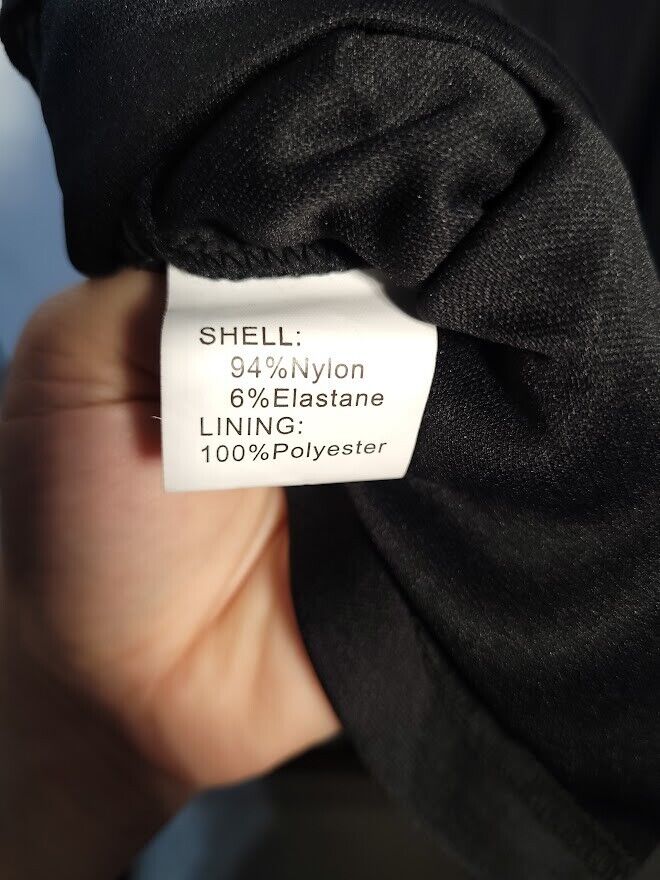 SHELL:
94%Nylon
6%Elastane
LINING:
100%Polyester